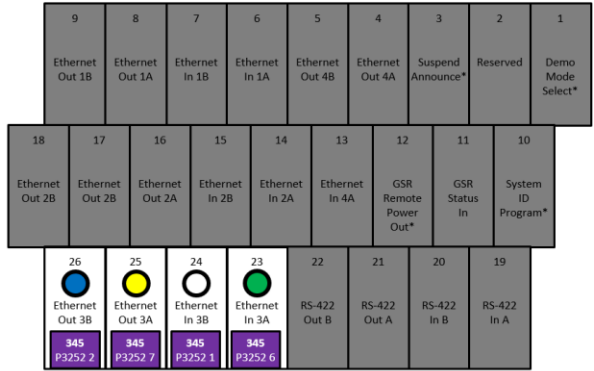 9 8 7 6 5 4 3 2 1
Ethernet Ethernet Ethernet Ethernet Ethernet Ethernet Suspend Reserved Demo
Out 1B Out 1A In 1B In 1A Out 4B Out 4A Announce* Mode
Select*
18 17 16 15 14 13 12 11 10
Ethernet Ethernet Ethernet Ethernet Ethernet Ethernet GSR GSR System
Out 2B Out 2B Out 2A In 2B In 2A In 4A Remote Status ID
Power In Program*
Out*
26 25 24 23 22 21 20 19
Ethernet Ethernet Ethernet Ethernet RS-422 RS-422 RS-422 RS-422
Out 3B Out 3A In 3B In 3A Out B Out A In B In A
345 345 345 345
P3252 2 P3252 7 P3252 1 P3252 6